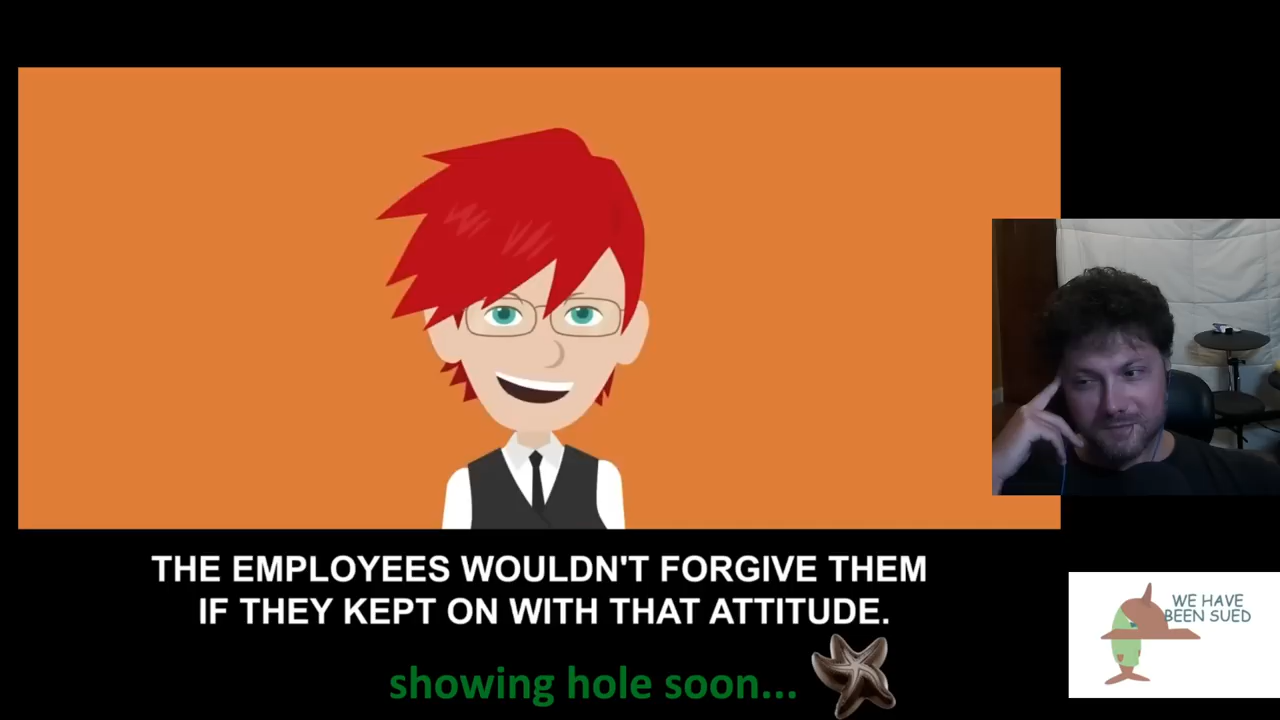 THE EMPLOYEES WOULDN'T FORGIVE THEM
IF THEY KEPT ON WITH THAT ATTITUDE.
showing hole soon...
WE HAVE
BEEN SUED